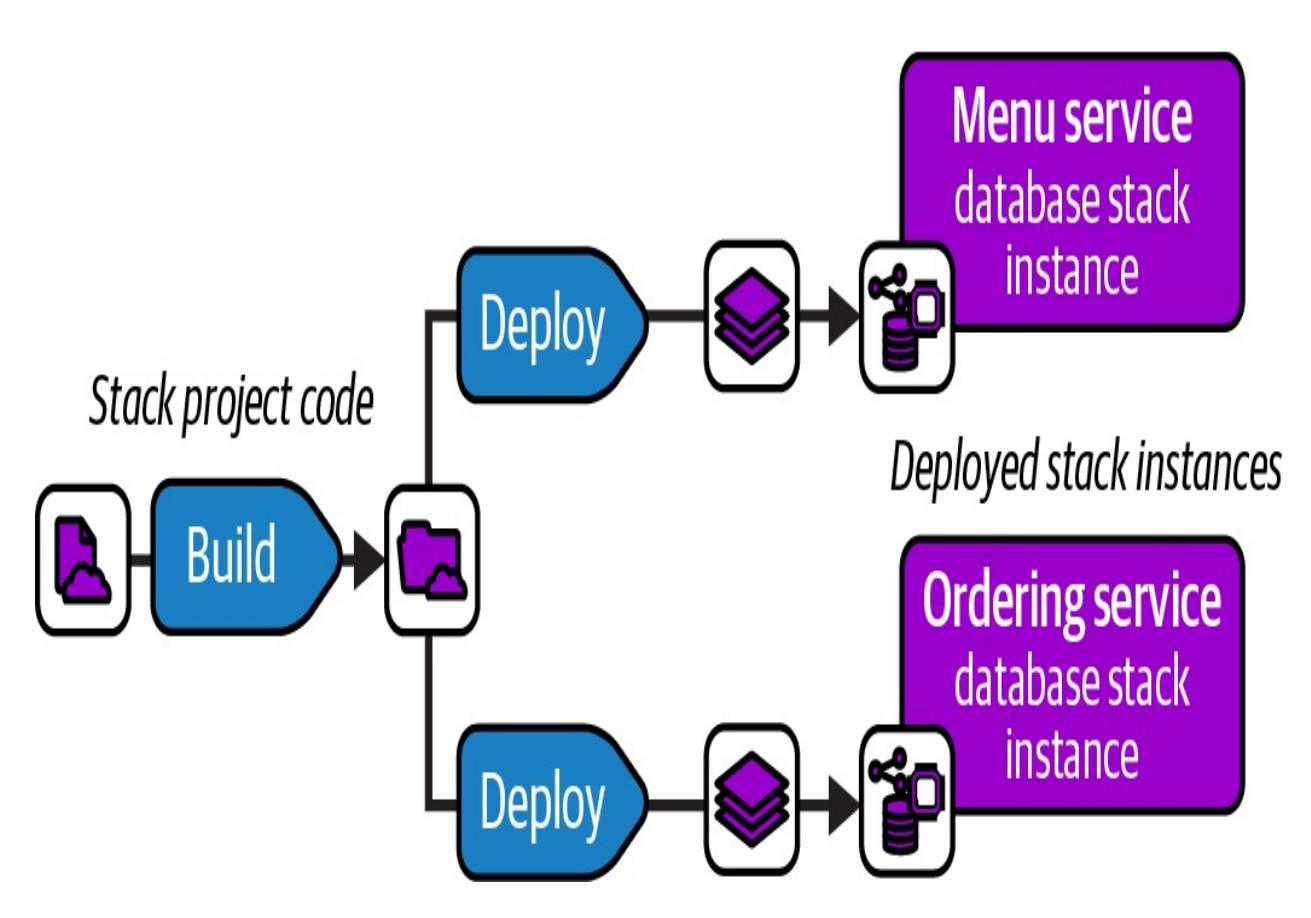 Menu service
database stack
instance
Deploy
Stack project code
Deployed stack instances
Build
Ordering service
database stack
instance
Deploy